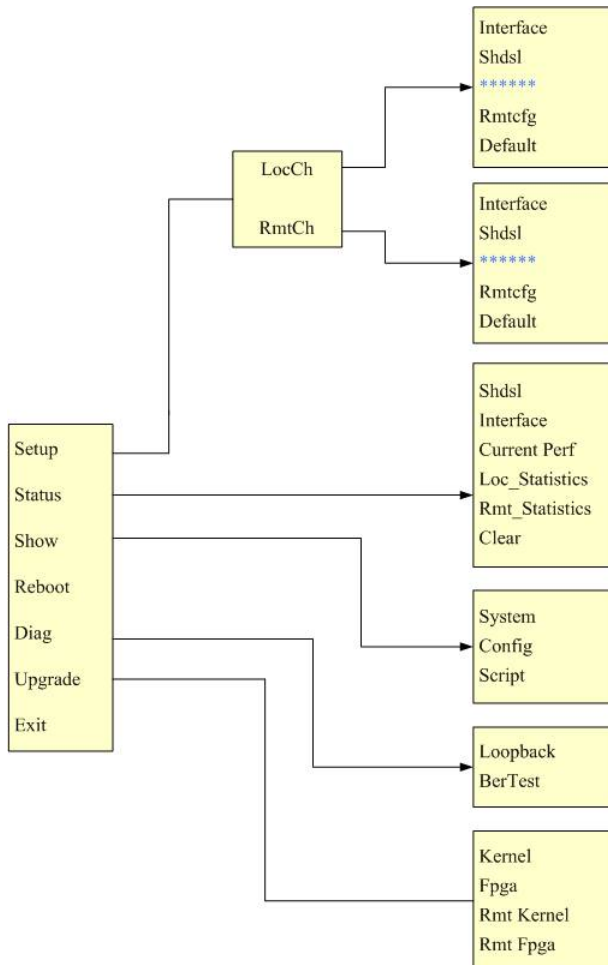 Setup
Status
Show
Reboot
Diag
Upgrade
Exit
LocCh
RmtCh
Interface
Shdsl
******
Rmtcfg
Default
Interface
Shdsl
******
Rmtcfg
Default
Shdsl
Interface
Current Perf
Loc_Statistics
Rmt_Statistics
Clear
System
Config
Script
Loopback
BerTest
Kernel
Fpga
Rmt Kernel
Rmt Fpga